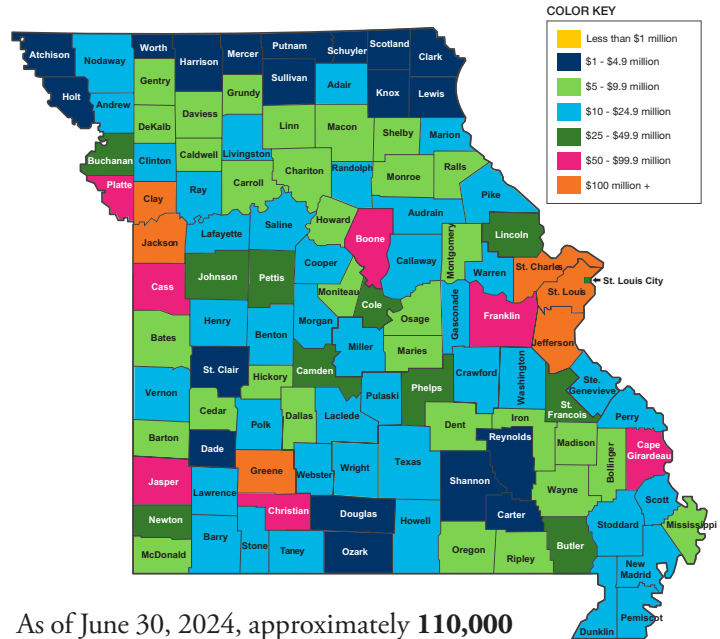 COLOR KEY
Less than $1 million
$1 - $4.9 million
$5 - $9.9 million
$10 - $24.9 million
$25 - $49.9 million
$50 - $99.9 million
$100 million +
Atchison
Nodaway
Worth
Harrison
Mercer
Putnam
Schuyler
Scotland
Clark
Holt
Andrew
Gentry
Grundy
Sullivan
Adair
Knox
Lewis
DeKalb
Daviess
Linn
Macon
Shelby
Marion
Buchanan
Clinton
Caldwell
Livingston
Chariton
Randolph
Monroe
Ralls
Platte
Clay
Ray
Carroll
Pike
Jackson
Lafayette
Saline
Howard
Boone
Audrain
Montgomery
Lincoln
Cooper
Callaway
Warren
St. Charles
St. Louis City
St. Louis
Cass
Johnson
Pettis
Moniteau
Cole
Osage
Gasconade
Franklin
Jefferson
Bates
Henry
Benton
Morgan
Miller
Maries
Crawford
Washington
Ste.
Genevieve
St. Clair
Hickory
Camden
Pulaski
Phelps
St.
Francois
Perry
Vernon
Cedar
Polk
Dallas
Laclede
Dent
Iron
Madison
Bollinger
Cape
Girardeau
Barton
Dade
Greene
Webster
Wright
Texas
Reynolds
Shannon
Wayne
Scott
Jasper
Lawrence
Christian
Douglas
Howell
Carter
Stoddard
Mississippi
Newton
McDonald
Barry
Stone
Taney
Ozark
Oregon
Ripley
Butler
New
Madrid
Dunklin
Pemiscot
As of June 30, 2024, approximately 110,000